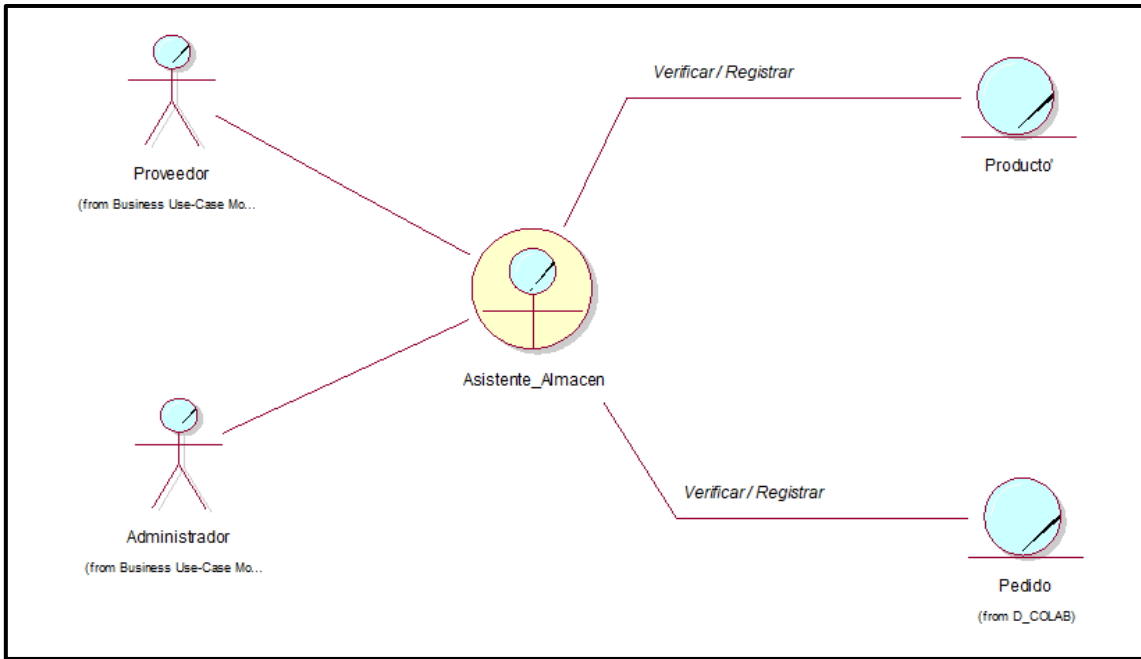 Verificar / Registrar
Producto'
Proveedor
(from Business Use-Case Mo...
Asistente_Almacen
Verificar / Registrar
Administrador
(from Business Use-Case Mo...
Pedido
(from D_COLAB)